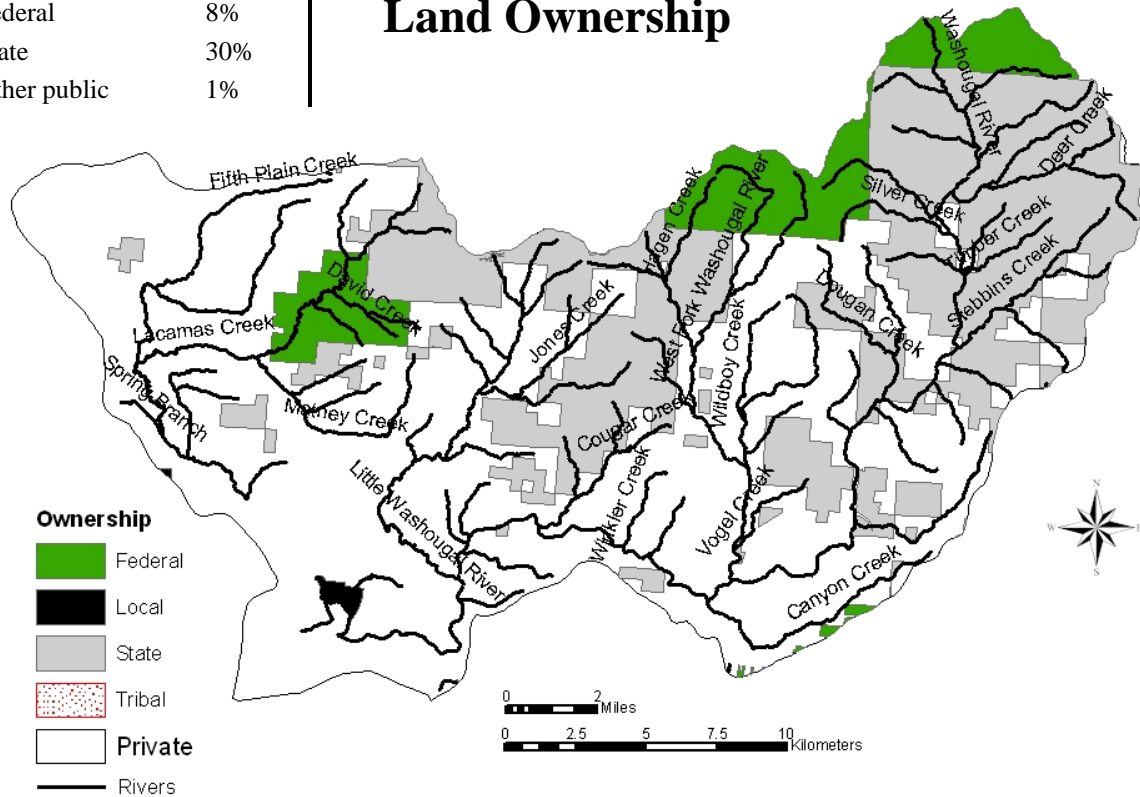 Land Ownership
ederal 8%
ate 30%
ther public 1%
Washougal River
Deer Creek
Fifth Plain Creek
Hagen Creek
West Fork Washougal River
Silver Creek
Timber Creek
Stebbins Creek
David Creek
Dougan Creek
Lacamas Creek
Jones Creek
Wildboy Creek
Spring Branch
Matney Creek
Cougar Creek
Little Washougal River
Winkler Creek
Vogel Creek
Canyon Creek
N
W
E
S
Ownership
Federal
Local
State
Tribal
Private
Rivers
0 2
Miles
0 2.5 5 7.5 10
Kilometers